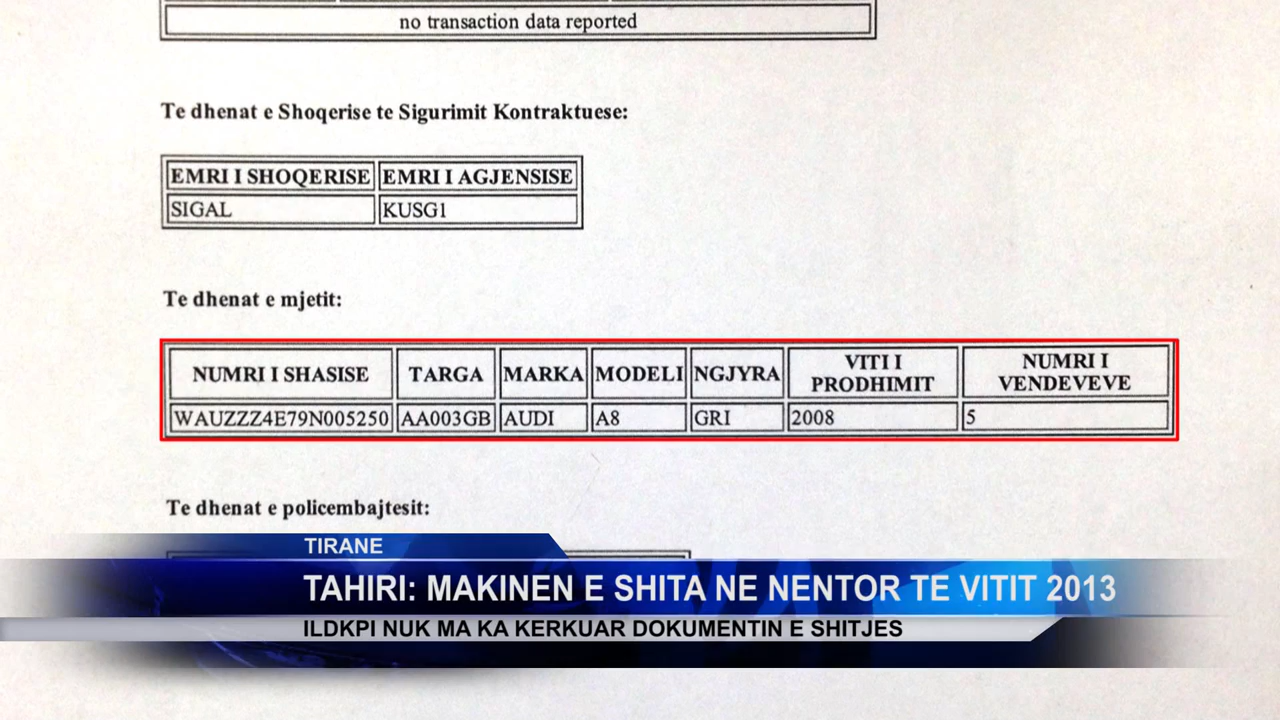 no transaction data reported
Te dhenat e Shoqerise te Sigurimit Kontraktuese:
EMRI I SHOQERISE EMRI I AGJENSISE
SIGAL KUSG1
Te dhenat e mjetit:
NUMRI I SHASISE TARGA MARKA MODELI NGJYRA VITI I PRODHIMIT NUMRI I VENDEVEVE
WAUZZZ4E79N005250 AA003GB AUDI A8 GRI 2008 5
Te dhenat e policembajtesit:
TIRANE
TAHIRI: MAKINEN E SHITA NE NENTOR TE VITIT 2013
ILDKPI NUK MA KA KERKUAR DOKUMENTIN E SHITJES